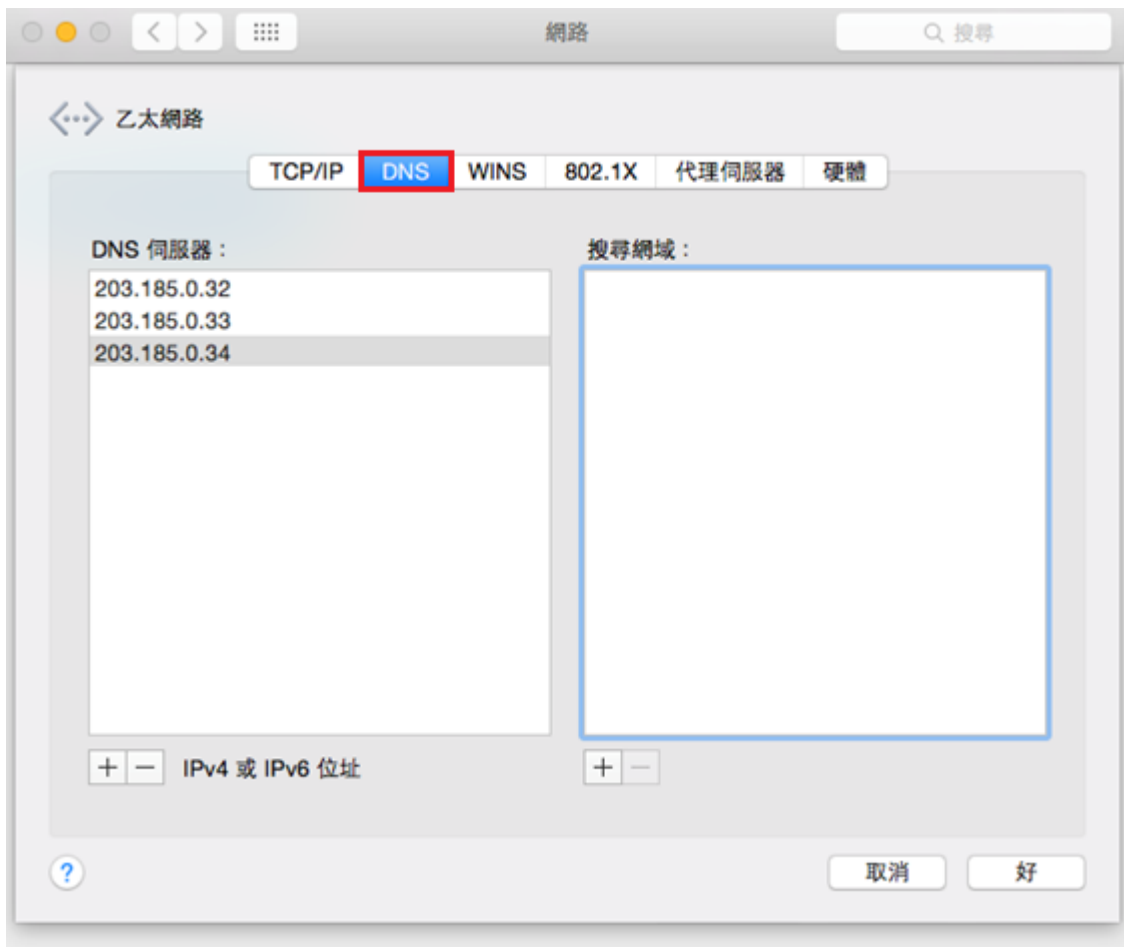 網路
搜尋
乙太網路
TCP/IP DNS WINS 802.1X 代理伺服器 硬體
DNS 伺服器：
203.185.0.32
203.185.0.33
203.185.0.34
搜尋網域：
+ − IPv4 或 IPv6 位址
+ −
? 取消 好